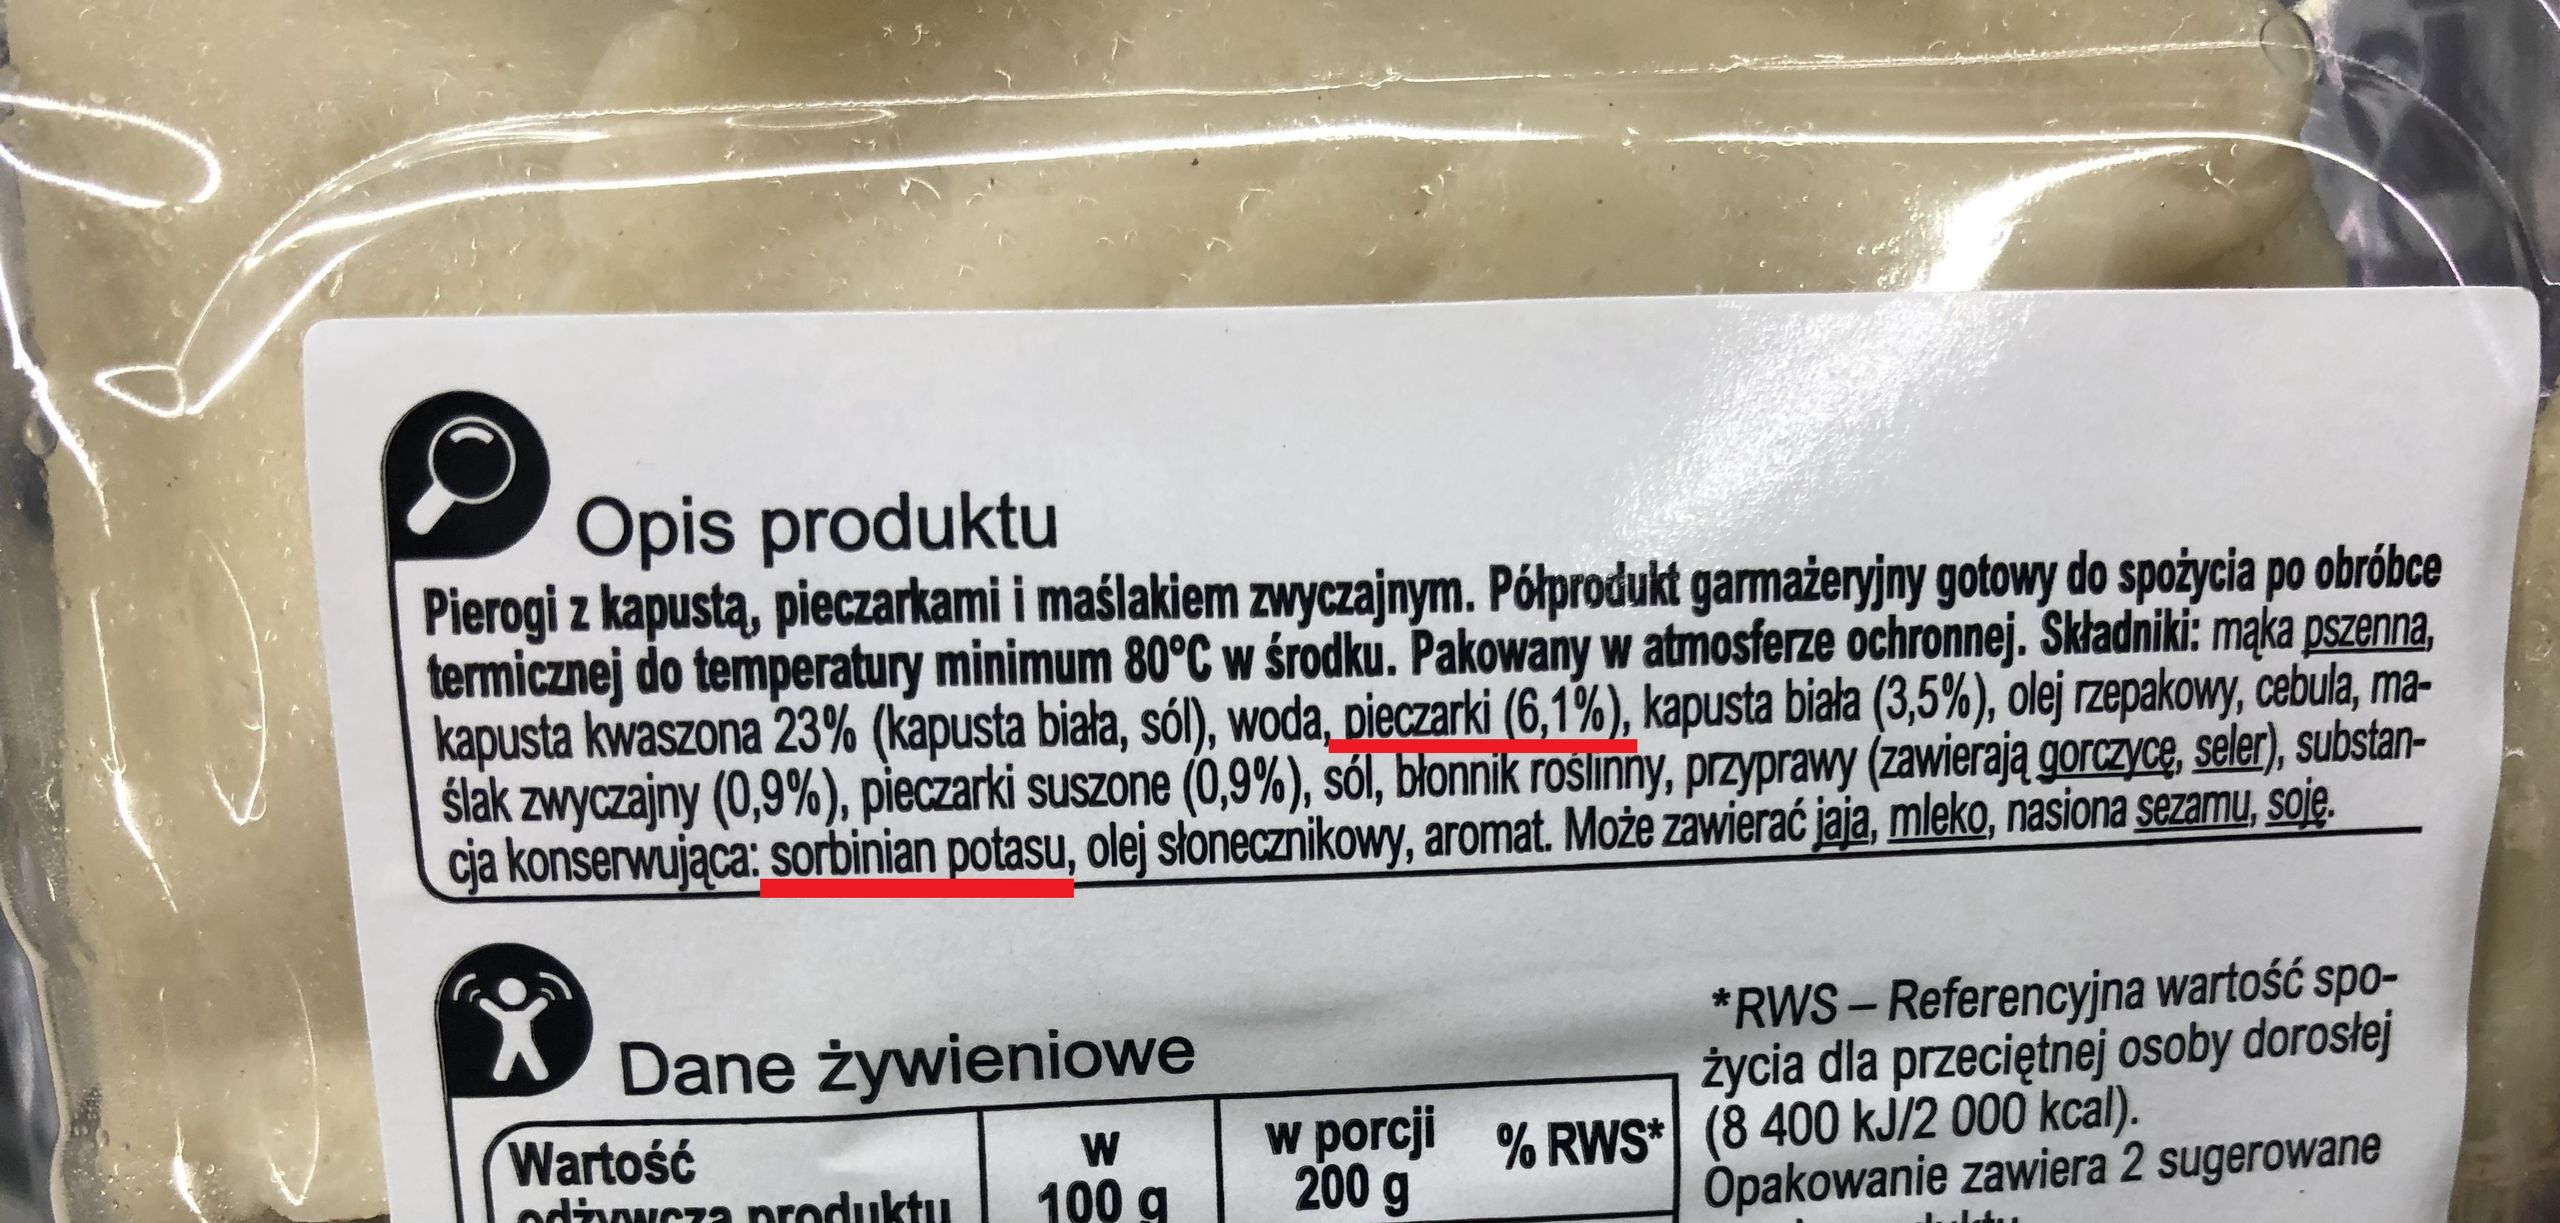 Opis produktu
Pierogi z kapustą, pieczarkami i maślakiem zwyczajnym. Półprodukt garmażeryjny gotowy do spożycia po obróbce
termicznej do temperatury minimum 80°C w środku. Pakowany w atmosferze ochronnej. Składniki: mąka pszenna,
kapusta kwaszona 23% (kapusta biała, sól), woda, pieczarki (6,1%), kapusta biała (3,5%), olej rzepakowy, cebula, ma-
ślak zwyczajny (0,9%), pieczarki suszone (0,9%), sól, błonnik roślinny, przyprawy (zawierają gorczycę, seler), substan-
cja konserwująca: sorbinian potasu, olej słonecznikowy, aromat. Może zawierać jaja, mleko, nasiona sezamu, soję.
Dane żywieniowe
Wartość
odżywcza produktu
w
100 g
w porcji
200 g
% RWS*
*RWS – Referencyjna wartość spo-
życia dla przeciętnej osoby dorosłej
(8 400 kJ/2 000 kcal).
Opakowanie zawiera 2 sugerowane